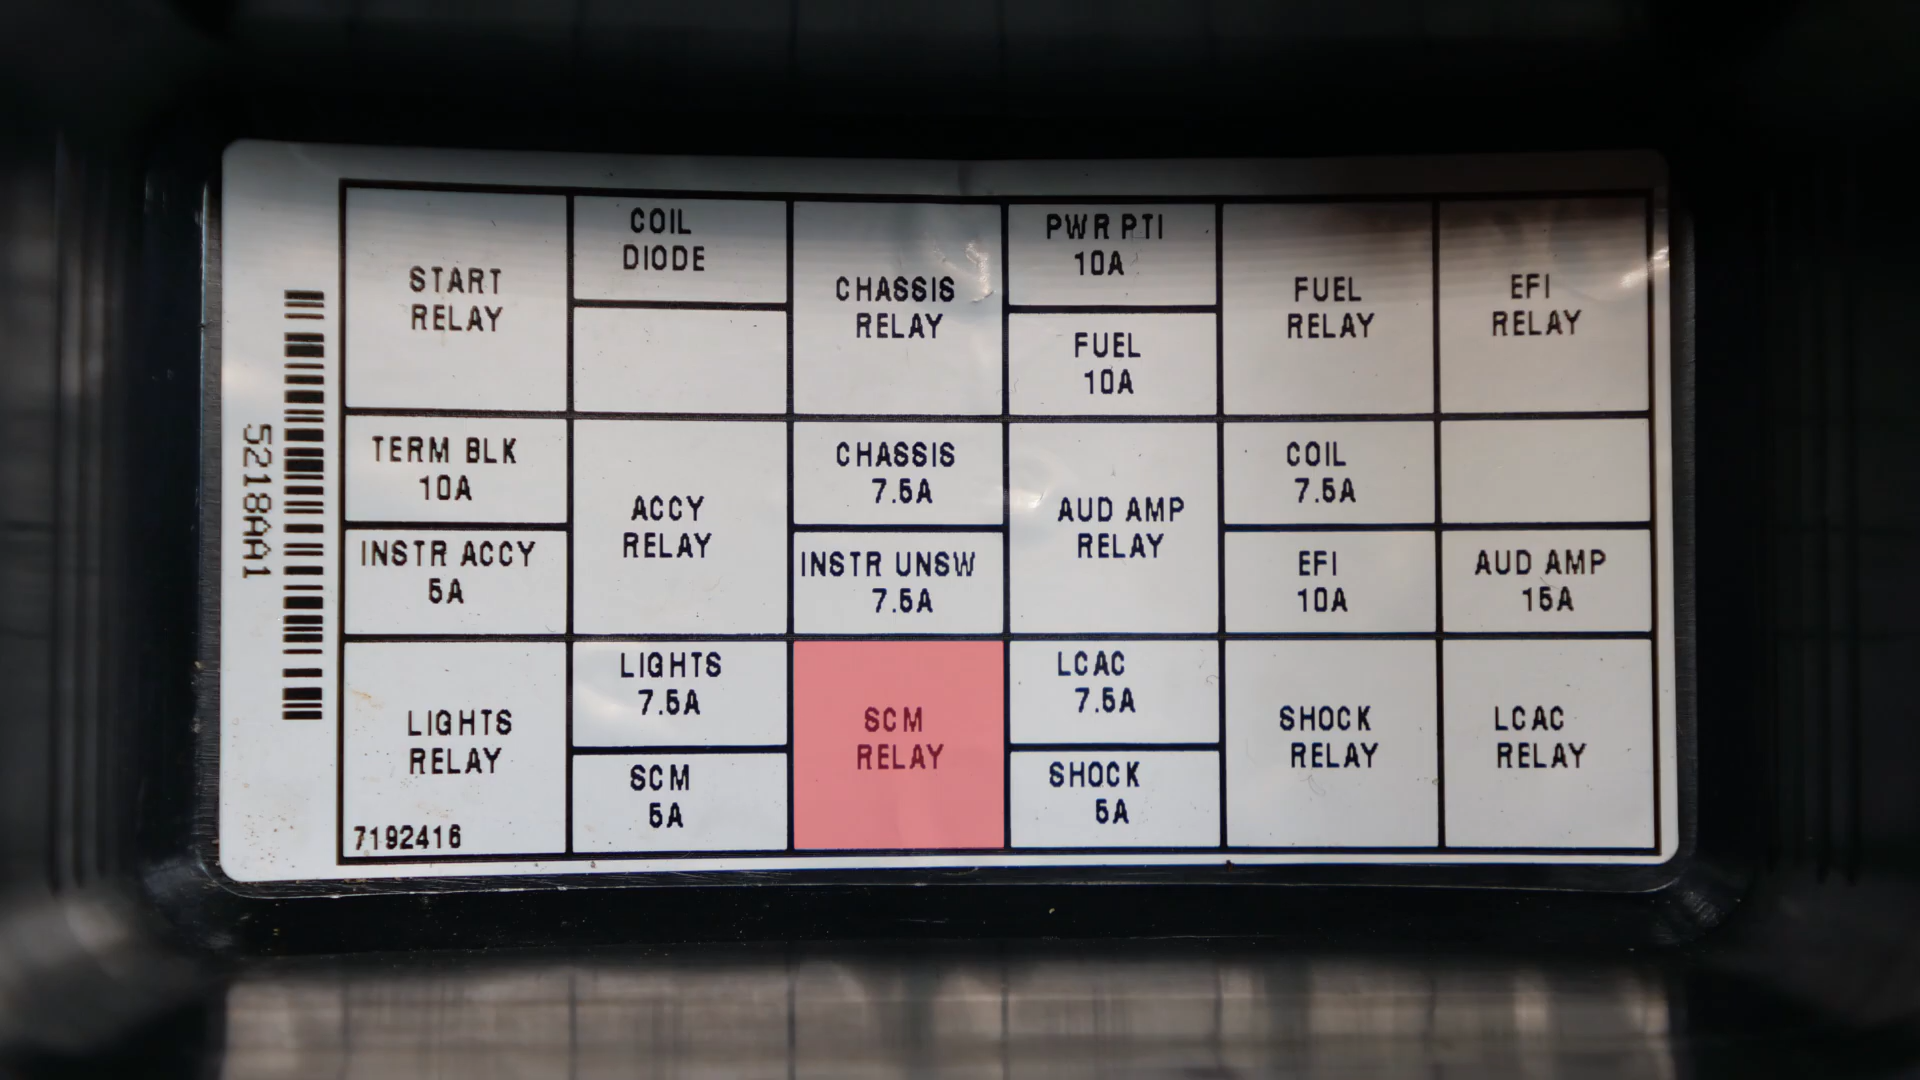 5218AA1
START
RELAY
COIL
DIODE
CHASSIS
RELAY
PWR PT1
10A
FUEL
10A
FUEL
RELAY
EFI
RELAY
TERM BLK
10A
INSTR ACCY
5A
ACCY
RELAY
CHASSIS
7.5A
INSTR UNSW
7.5A
AUD AMP
RELAY
COIL
7.5A
EFI
10A
AUD AMP
15A
LIGHTS
RELAY
7192416
LIGHTS
7.5A
SCM
5A
SCM
RELAY
LCAC
7.5A
SHOCK
5A
SHOCK
RELAY
LCAC
RELAY